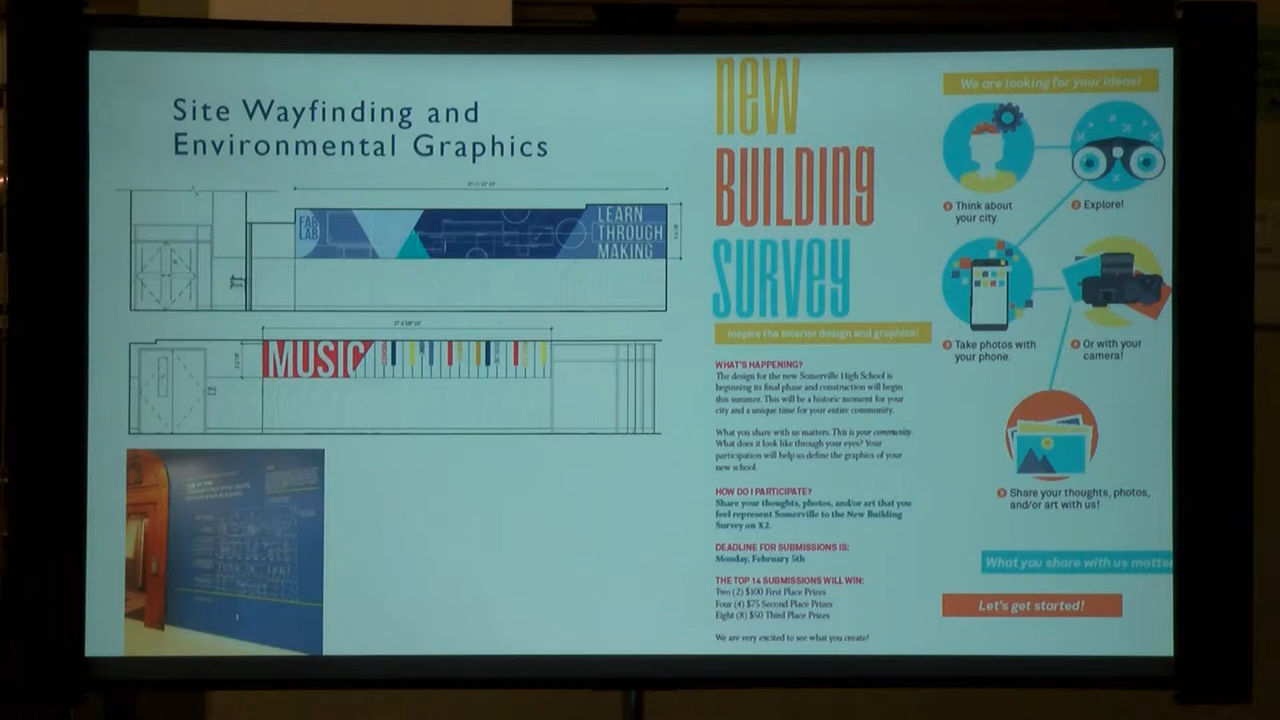 Site Wayfinding and
Environmental Graphics
FAB
LAB
LEARN
THROUGH
MAKING
MUSIC
new
BUILDING
SURVEY
Inspire the interior design and graphics!
WHAT'S HAPPENING?
The design for the new Somerville High School is
beginning its final phase and construction will begin
this summer. This will be a historic moment for your
city and a unique time for your entire community.
What you share with us matters. This is your community.
What does it look like through your eyes? Your
participation will help us define the graphics of your
new school.
HOW DO I PARTICIPATE?
Share your thoughts, photos, and/or art that you
feel represent Somerville to the New Building
Survey on X2.
DEADLINE FOR SUBMISSIONS IS:
Monday, February 5th
THE TOP 14 SUBMISSIONS WILL WIN:
Two (2) $100 First Place Prizes
Four (4) $75 Second Place Prizes
Eight (8) $50 Third Place Prizes
We are very excited to see what you create!
We are looking for your ideas!
1 Think about
your city.
2 Explore!
3 Take photos with
your phone.
4 Or with your
camera!
5 Share your thoughts, photos,
and/or art with us!
What you share with us matter
Let's get started!